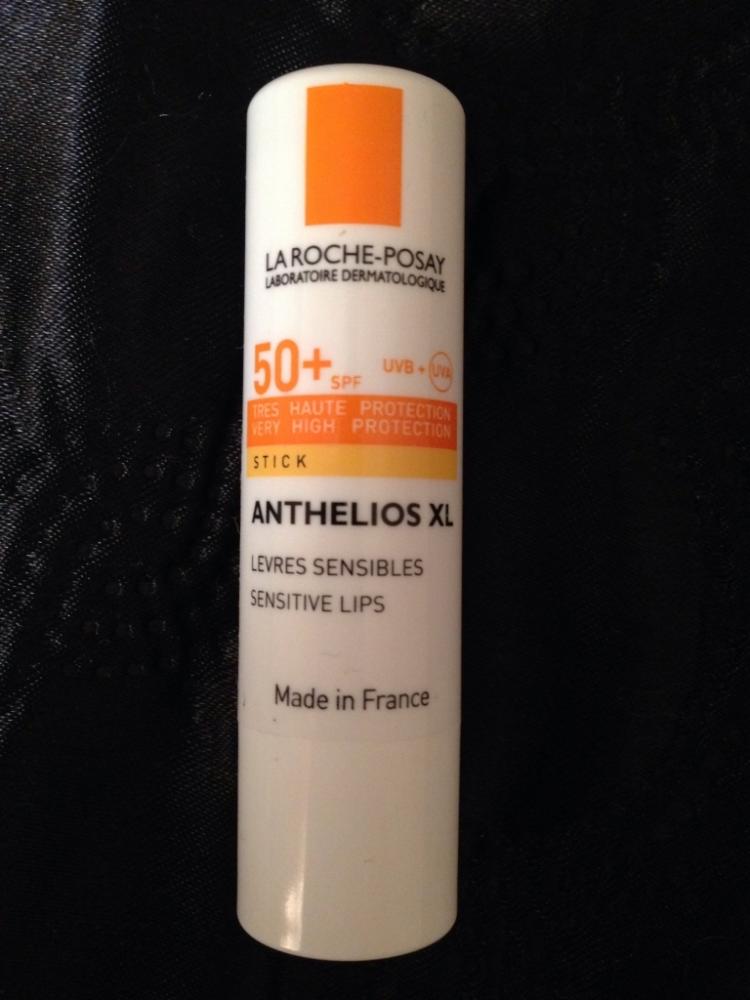 LA ROCHE-POSAY
LABORATOIRE DERMATOLOGIQUE
50+ SPF UVB + UVA
TRES HAUTE PROTECTION
VERY HIGH PROTECTION
STICK
ANTHELIOS XL
LEVRES SENSIBLES
SENSITIVE LIPS
Made in France